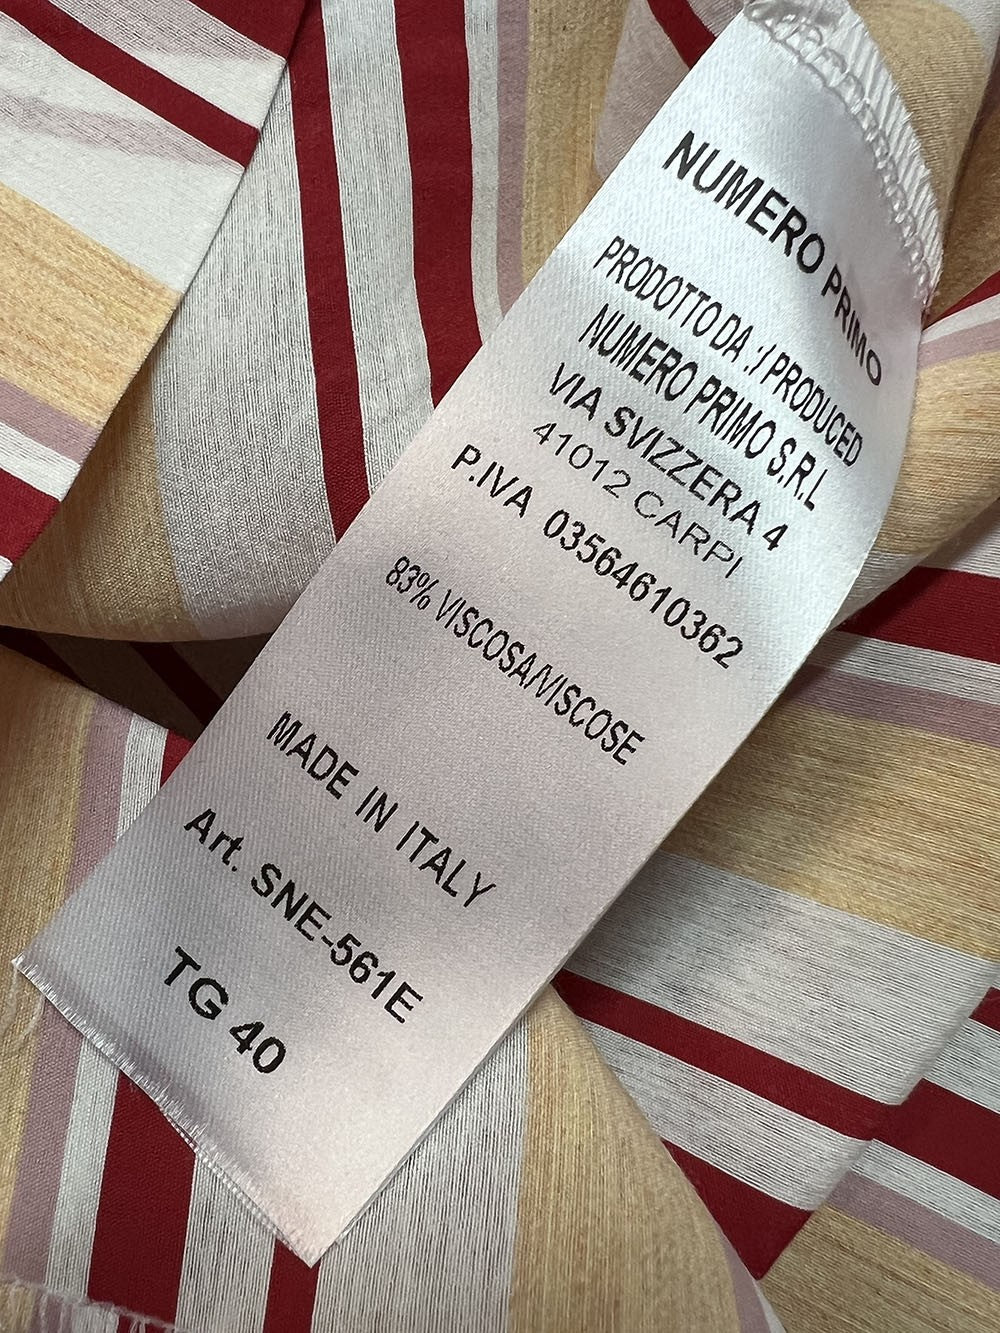 NUMERO PRIMO
PRODOTTO DA :/ PRODUCED
NUMERO PRIMO S.R.L
VIA SVIZZERA 4
41012 CARPI
P.IVA 03564610362
83% VISCOSA/VISCOSE
MADE IN ITALY
Art. SNE-561E
TG 40